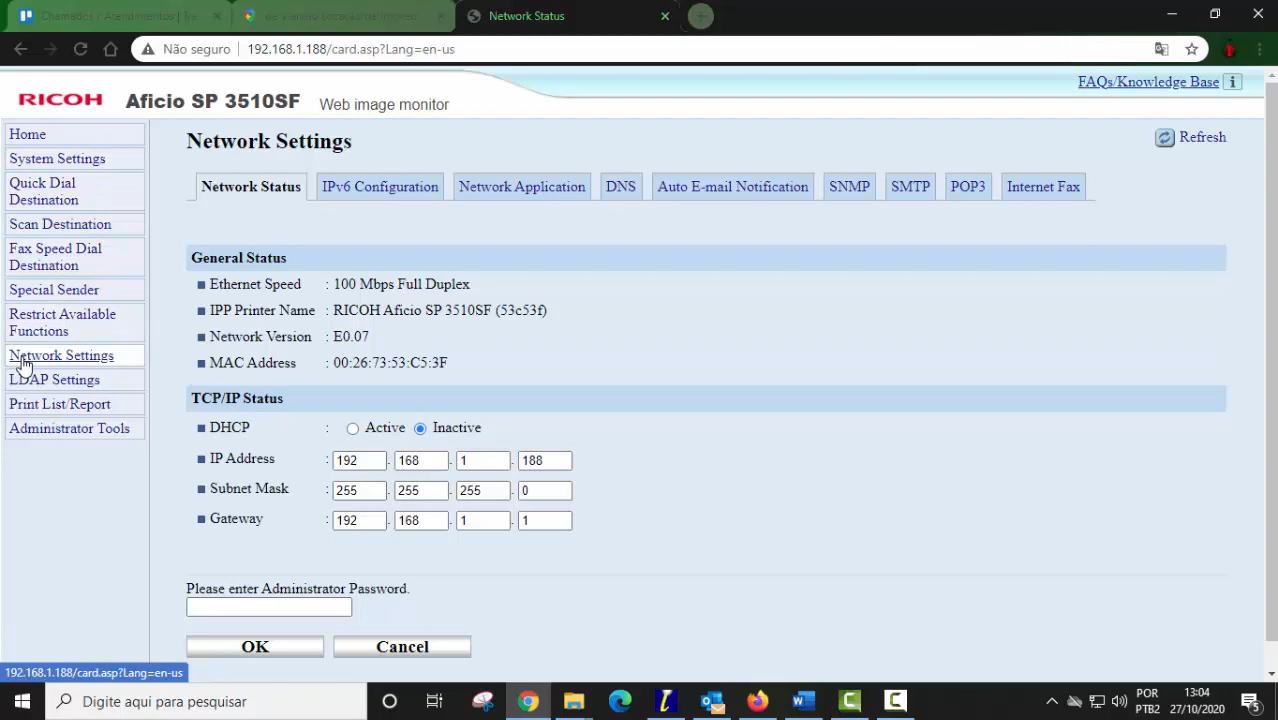 Chamados / Atendimentos | Tre
Network Status
Não seguro
192.168.1.188/card.asp?Lang=en-us
FAQs/Knowledge Base
RICOH
Aficio SP 3510SF
Web image monitor
Home
System Settings
Quick Dial
Destination
Scan Destination
Fax Speed Dial
Destination
Special Sender
Restrict Available
Functions
Network Settings
LDAP Settings
Print List/Report
Administrator Tools
Network Settings
Refresh
Network Status
IPv6 Configuration
Network Application
DNS
Auto E-mail Notification
SNMP
SMTP
POP3
Internet Fax
General Status
Ethernet Speed : 100 Mbps Full Duplex
IPP Printer Name : RICOH Aficio SP 3510SF (53c53f)
Network Version : E0.07
MAC Address : 00:26:73:53:C5:3F
TCP/IP Status
DHCP : Active Inactive
IP Address : 192 . 168 . 1 . 188
Subnet Mask : 255 . 255 . 255 . 0
Gateway : 192 . 168 . 1 . 1
Please enter Administrator Password.
OK
Cancel
192.168.1.188/card.asp?Lang=en-us
Digite aqui para pesquisar
POR
PTB2
13:04
27/10/2020
5